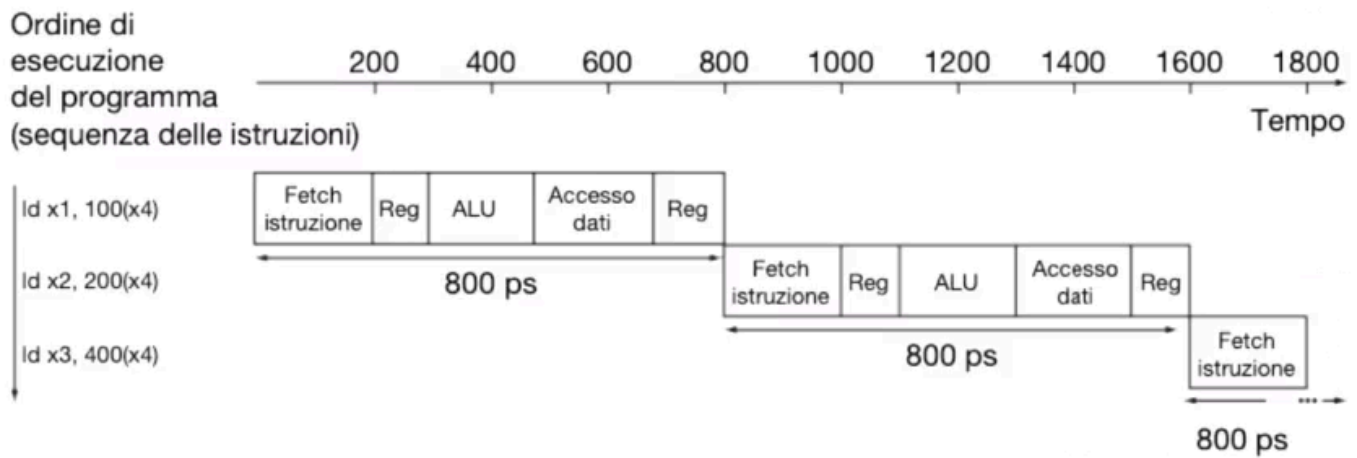 Ordine di
esecuzione
del programma
(sequenza delle istruzioni)
200 400 600 800 1000 1200 1400 1600 1800
Tempo
ld x1, 100(x4)
Fetch istruzione
Reg
ALU
Accesso dati
Reg
800 ps
ld x2, 200(x4)
Fetch istruzione
Reg
ALU
Accesso dati
Reg
800 ps
ld x3, 400(x4)
Fetch istruzione
...
800 ps